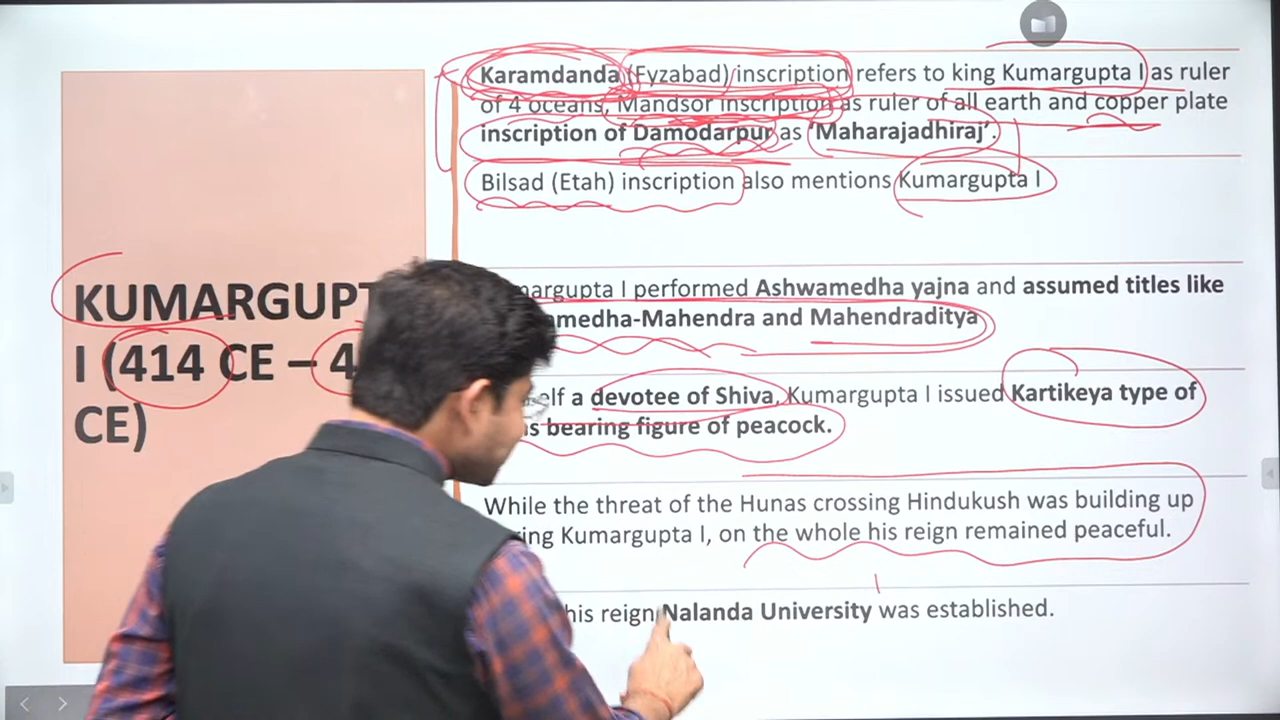 KUMARGUPT
I (414 CE – 4
CE)
Karamdanda (Fyzabad) inscription refers to king Kumargupta I as ruler
of 4 oceans, Mandsor inscription as ruler of all earth and copper plate
inscription of Damodarpur as 'Maharajadhiraj'.
Bilsad (Etah) inscription also mentions Kumargupta I
margupta I performed Ashwamedha yajna and assumed titles like
amedha-Mahendra and Mahendraditya
elf a devotee of Shiva, Kumargupta I issued Kartikeya type of
s bearing figure of peacock.
While the threat of the Hunas crossing Hindukush was building up
ring Kumargupta I, on the whole his reign remained peaceful.
his reign Nalanda University was established.